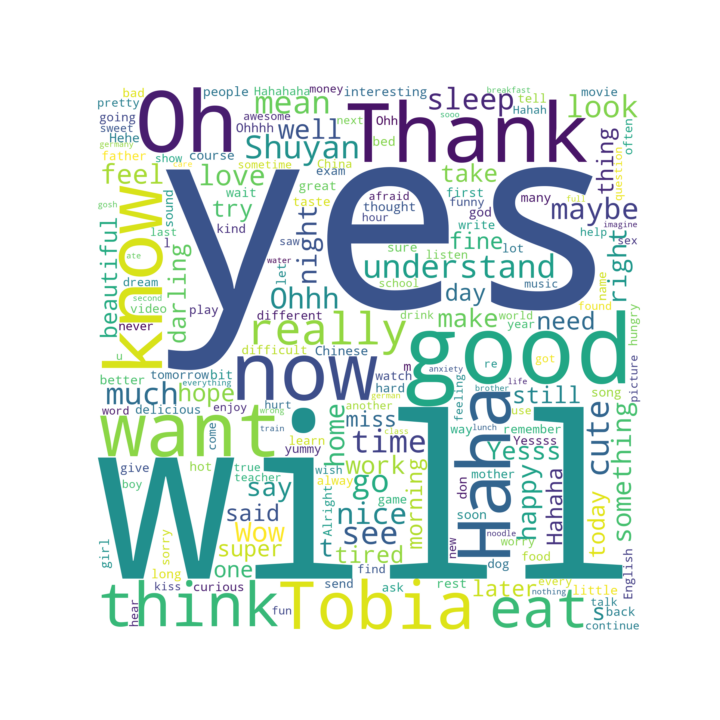 bad
people
Hahahaha
money
interesting
breakfast
movie
pretty
Oh
mean
awesome
next
Ohh
sleep
tell
look
going
Hehe
sweet
Ohhhh
well
bed
Thank
sooo
Hahah
often
germany
father
show
course
Shuyan
sometime
China
exam
thing
question
feel
love
care
wait
great
take
first
funny
god
many
maybe
gosh
sound
try
kind
taste
afraid
thought
hour
write
help
sex
imagine
know
last
l
ate
beautiful
darling
night
saw
yes
sure
lot
fine
listen
name
found
right
full
dream
second
video
never
play
let
water
Ohhh
understand
school
music
day
drink
world
year
make
need
hungry
different
really
u
better
difficult
Chinese
good
re
got
picture
tomorrow
bit
everything
now
m
watch
hard
anxiety
brother
life
much
hope
german
feeling
use
song
word
delicious
enjoy
hurt
wrong
another
miss
way
lunch
remember
still
cute
something
want
come
train
learn
yummy
home
time
class
Yessss
Yesss
give
hot
true
teacher
wish
alway
work
morning
game
mother
don
Haha
happy
Hahaha
boy
say
go
Will
said
Alright
nice
see
soon
worry
today
girl
sorry
Wow
super
t
tired
new
noodle
dog
food
English
long
one
find
kiss
curious
send
ask
rest
later
every
nothing
little
hear
think
fun
Tobia
eat
s
talk
back
continue